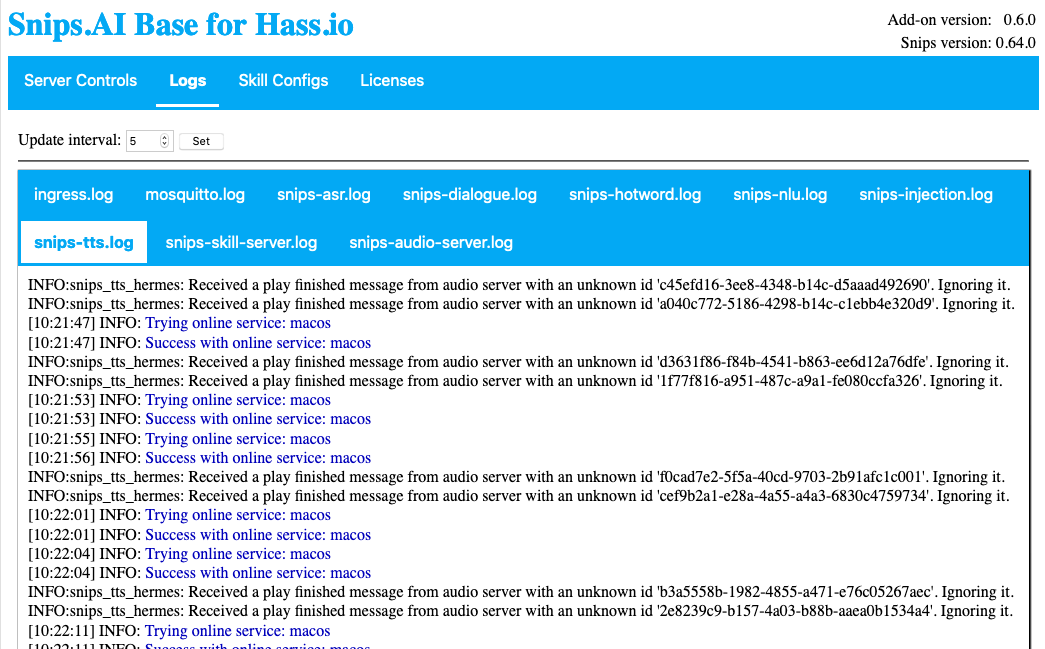 Snips.AI Base for Hass.io
Add-on version: 0.6.0
Snips version: 0.64.0
Server Controls Logs Skill Configs Licenses
Update interval: 5 Set
ingress.log mosquitto.log snips-asr.log snips-dialogue.log snips-hotword.log snips-nlu.log snips-injection.log
snips-tts.log snips-skill-server.log snips-audio-server.log
INFO:snips_tts_hermes: Received a play finished message from audio server with an unknown id 'c45efd16-3ee8-4348-b14c-d5aaad492690'. Ignoring it.
INFO:snips_tts_hermes: Received a play finished message from audio server with an unknown id 'a040c772-5186-4298-b14c-c1ebb4e320d9'. Ignoring it.
[10:21:47] INFO: Trying online service: macos
[10:21:47] INFO: Success with online service: macos
INFO:snips_tts_hermes: Received a play finished message from audio server with an unknown id 'd3631f86-f84b-4541-b863-ee6d12a76dfe'. Ignoring it.
INFO:snips_tts_hermes: Received a play finished message from audio server with an unknown id '1f77f816-a951-487c-a9a1-fe080ccfa326'. Ignoring it.
[10:21:53] INFO: Trying online service: macos
[10:21:53] INFO: Success with online service: macos
[10:21:55] INFO: Trying online service: macos
[10:21:56] INFO: Success with online service: macos
INFO:snips_tts_hermes: Received a play finished message from audio server with an unknown id 'f0cad7e2-5f5a-40cd-9703-2b91afc1c001'. Ignoring it.
INFO:snips_tts_hermes: Received a play finished message from audio server with an unknown id 'cef9b2a1-e28a-4a55-a4a3-6830c4759734'. Ignoring it.
[10:22:01] INFO: Trying online service: macos
[10:22:01] INFO: Success with online service: macos
[10:22:04] INFO: Trying online service: macos
[10:22:04] INFO: Success with online service: macos
INFO:snips_tts_hermes: Received a play finished message from audio server with an unknown id 'b3a5558b-1982-4855-a471-e76c05267aec'. Ignoring it.
INFO:snips_tts_hermes: Received a play finished message from audio server with an unknown id '2e8239c9-b157-4a03-b88b-aaea0b1534a4'. Ignoring it.
[10:22:11] INFO: Trying online service: macos
[10:22:11] INFO: Success with online service: macos